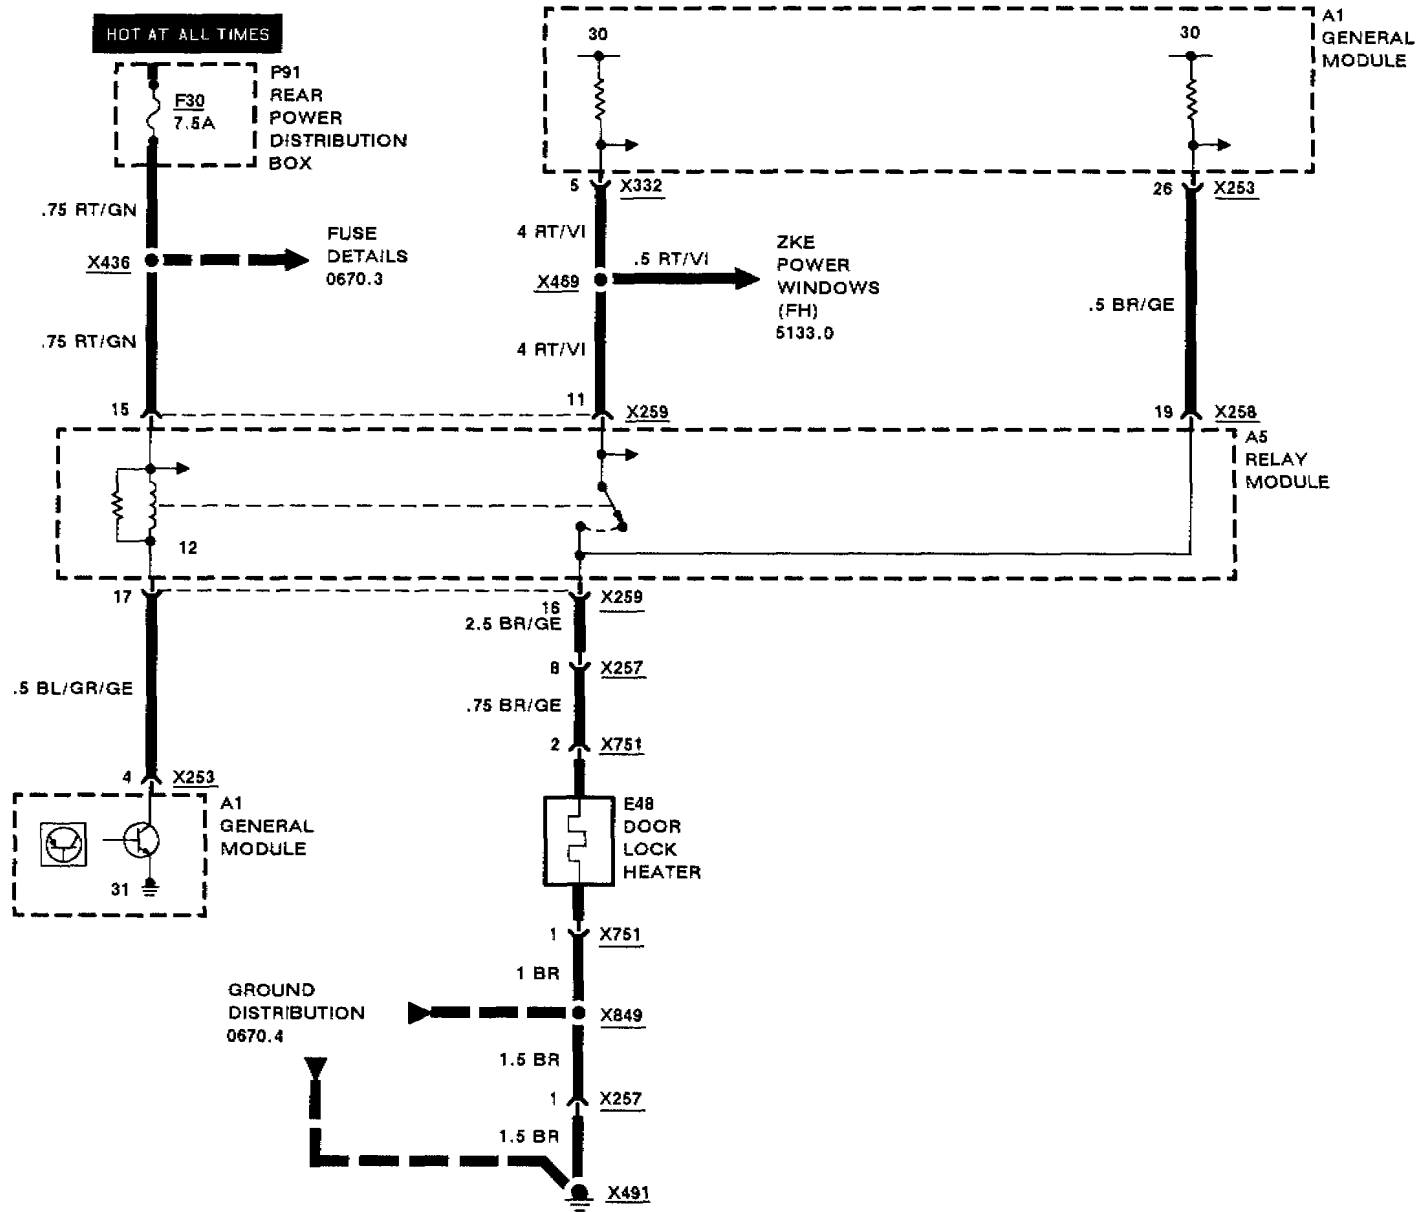 HOT AT ALL TIMES
P91
REAR
POWER
DISTRIBUTION
BOX
F30
7.5A
30
30
A1
GENERAL
MODULE
5 X332
26 X253
.75 RT/GN
4 RT/VI
X436
FUSE
DETAILS
0670.3
X469
.5 RT/VI
ZKE
POWER
WINDOWS
(FH)
5133.0
.5 BR/GE
.75 RT/GN
4 RT/VI
15
11 X259
19 X258
A5
RELAY
MODULE
12
17
16 X259
2.5 BR/GE
8 X257
.5 BL/GR/GE
.75 BR/GE
2 X751
4 X253
A1
GENERAL
MODULE
31
E48
DOOR
LOCK
HEATER
1 X751
1 BR
GROUND
DISTRIBUTION
0670.4
X849
1.5 BR
1 X257
1.5 BR
X491